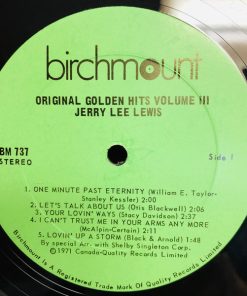 birchmount
ORIGINAL GOLDEN HITS VOLUME III
JERRY LEE LEWIS
BM 737
STEREO
Side 1
1. ONE MINUTE PAST ETERNITY (William E. Taylor-
Stanley Kessler) 2:06
2. LET'S TALK ABOUT US (Otis Blackwell) 2:06
3. YOUR LOVIN' WAYS (Stacy Davidson)
4. I CAN'T TRUST ME IN YOUR ARMS ANY MORE
(McAlpin-Certain) 2:11
5. LOVIN' UP A STORM (Black & Arnold) 1:48
By special Arr. with Shelby Singleton Corp.
©1971 Canada-Quality Records Limited
Birchmount Is A Registered Trade Mark Of Quality Records Limited